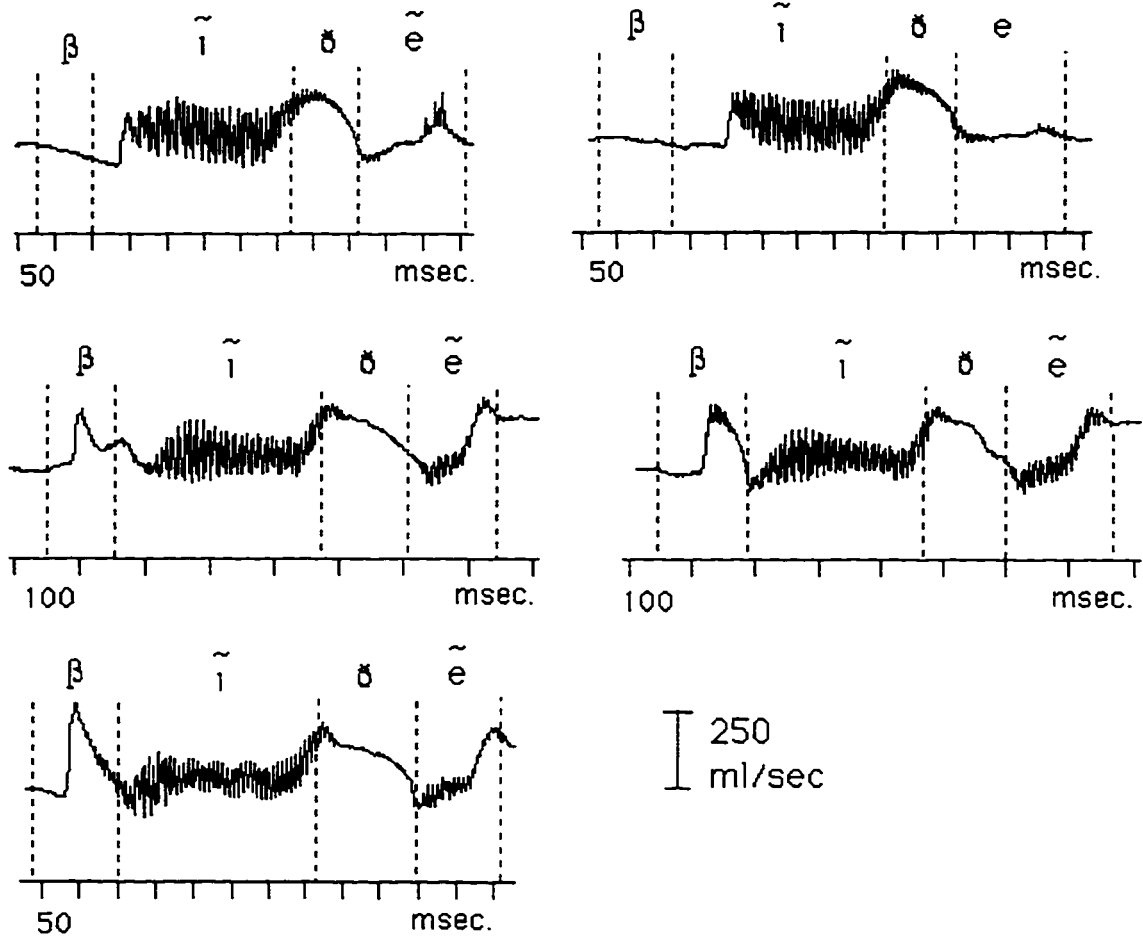 β ĩ ð ẽ
50 msec.
β ĩ ð e
50 msec.
β ĩ ð ẽ
100 msec.
β ĩ ð ẽ
100 msec.
β ĩ ð ẽ
50 msec.
250
ml/sec